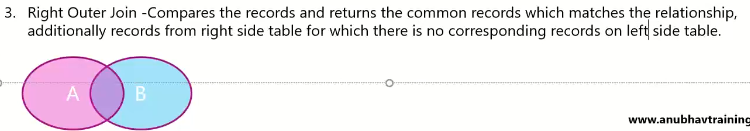 3. Right Outer Join -Compares the records and returns the common records which matches the relationship,
additionally records from right side table for which there is no corresponding records on left side table.
A B
www.anubhavtraining